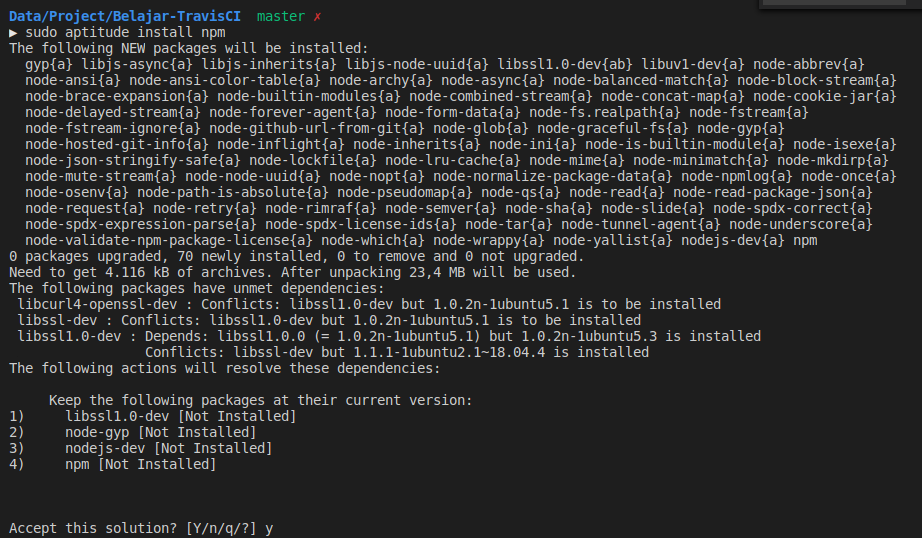 Data/Project/Belajar-TravisCI master ✗
▶ sudo aptitude install npm
The following NEW packages will be installed:
gyp{a} libjs-async{a} libjs-inherits{a} libjs-node-uuid{a} libssl1.0-dev{ab} libuv1-dev{a} node-abbrev{a}
node-ansi{a} node-ansi-color-table{a} node-archy{a} node-async{a} node-balanced-match{a} node-block-stream{a}
node-brace-expansion{a} node-builtin-modules{a} node-combined-stream{a} node-concat-map{a} node-cookie-jar{a}
node-delayed-stream{a} node-forever-agent{a} node-form-data{a} node-fs.realpath{a} node-fstream{a}
node-fstream-ignore{a} node-github-url-from-git{a} node-glob{a} node-graceful-fs{a} node-gyp{a}
node-hosted-git-info{a} node-inflight{a} node-inherits{a} node-ini{a} node-is-builtin-module{a} node-isexe{a}
node-json-stringify-safe{a} node-lockfile{a} node-lru-cache{a} node-mime{a} node-minimatch{a} node-mkdirp{a}
node-mute-stream{a} node-node-uuid{a} node-nopt{a} node-normalize-package-data{a} node-npmlog{a} node-once{a}
node-osenv{a} node-path-is-absolute{a} node-pseudomap{a} node-qs{a} node-read{a} node-read-package-json{a}
node-request{a} node-retry{a} node-rimraf{a} node-semver{a} node-sha{a} node-slide{a} node-spdx-correct{a}
node-spdx-expression-parse{a} node-spdx-license-ids{a} node-tar{a} node-tunnel-agent{a} node-underscore{a}
node-validate-npm-package-license{a} node-which{a} node-wrappy{a} node-yallist{a} nodejs-dev{a} npm
0 packages upgraded, 70 newly installed, 0 to remove and 0 not upgraded.
Need to get 4.116 kB of archives. After unpacking 23,4 MB will be used.
The following packages have unmet dependencies:
libcurl4-openssl-dev : Conflicts: libssl1.0-dev but 1.0.2n-1ubuntu5.1 is to be installed
libssl-dev : Conflicts: libssl1.0-dev but 1.0.2n-1ubuntu5.1 is to be installed
libssl1.0-dev : Depends: libssl1.0.0 (= 1.0.2n-1ubuntu5.1) but 1.0.2n-1ubuntu5.3 is installed
Conflicts: libssl-dev but 1.1.1-1ubuntu2.1~18.04.4 is installed
The following actions will resolve these dependencies:
Keep the following packages at their current version:
1) libssl1.0-dev [Not Installed]
2) node-gyp [Not Installed]
3) nodejs-dev [Not Installed]
4) npm [Not Installed]
Accept this solution? [Y/n/q/?] y